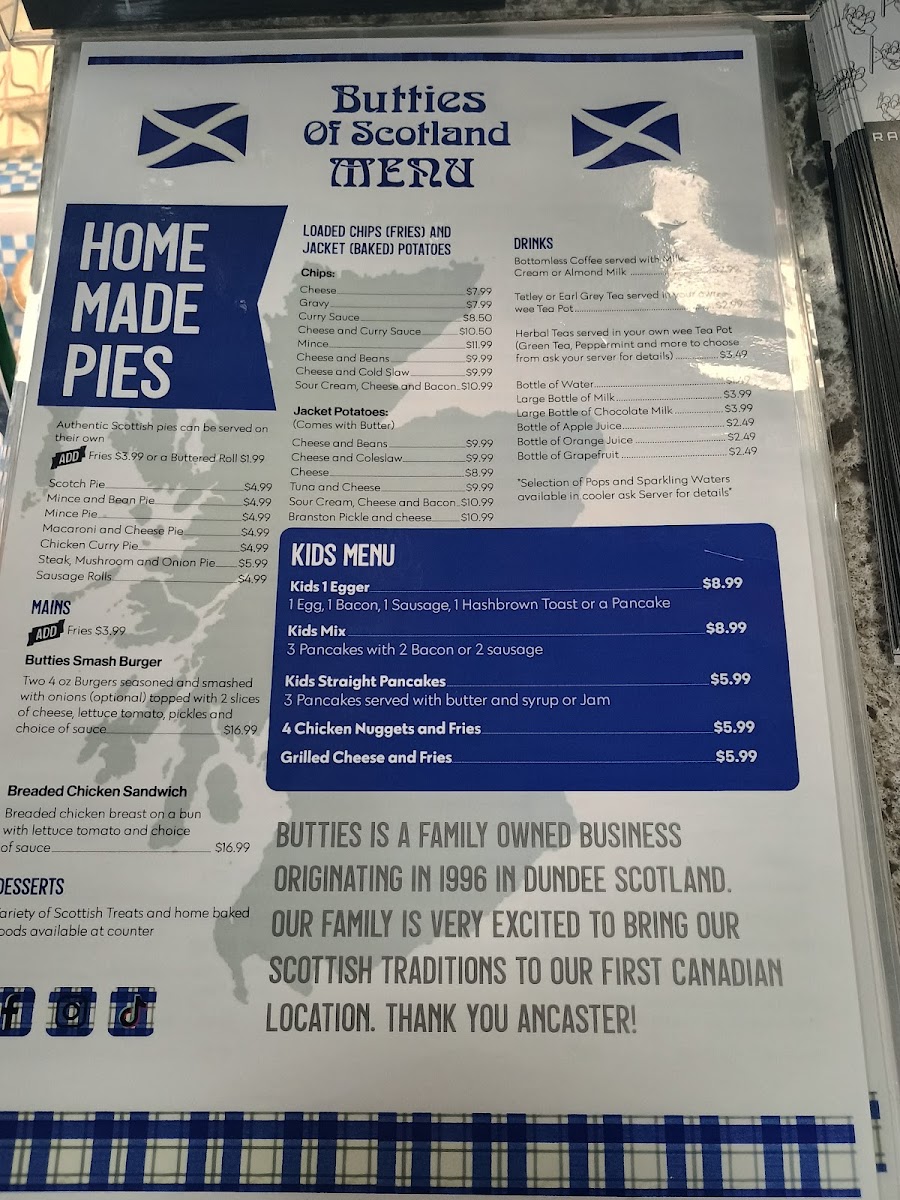 Butties
Of Scotland
MENU
HOME
MADE
PIES
Authentic Scottish pies can be served on
their own
ADD Fries $3.99 or a Buttered Roll $1.99
Scotch Pie $4.99
Mince and Bean Pie $4.99
Mince Pie $4.99
Macaroni and Cheese Pie $4.99
Chicken Curry Pie $4.99
Steak, Mushroom and Onion Pie $5.99
Sausage Rolls $4.99
MAINS
ADD Fries $3.99
Butties Smash Burger
Two 4 oz Burgers seasoned and smashed
with onions (optional) topped with 2 slices
of cheese, lettuce tomato, pickles and
choice of sauce $16.99
Breaded Chicken Sandwich
Breaded chicken breast on a bun
with lettuce tomato and choice
of sauce $16.99
DESSERTS
ariety of Scottish Treats and home baked
oods available at counter
LOADED CHIPS (FRIES) AND
JACKET (BAKED) POTATOES
Chips:
Cheese $7.99
Gravy $7.99
Curry Sauce $8.50
Cheese and Curry Sauce $10.50
Mince $11.99
Cheese and Beans $9.99
Cheese and Cold Slaw $9.99
Sour Cream, Cheese and Bacon $10.99
Jacket Potatoes:
(Comes with Butter)
Cheese and Beans $9.99
Cheese and Coleslaw $9.99
Cheese $8.99
Tuna and Cheese $9.99
Sour Cream, Cheese and Bacon $10.99
Branston Pickle and cheese $10.99
DRINKS
Bottomless Coffee served with Milk
Cream or Almond Milk
Tetley or Earl Grey Tea served in your own
wee Tea Pot
Herbal Teas served in your own wee Tea Pot
(Green Tea, Peppermint and more to choose
from ask your server for details) $3.49
Bottle of Water
Large Bottle of Milk $3.99
Large Bottle of Chocolate Milk $3.99
Bottle of Apple Juice $2.49
Bottle of Orange Juice $2.49
Bottle of Grapefruit $2.49
"Selection of Pops and Sparkling Waters
available in cooler ask Server for details"
KIDS MENU
Kids 1 Egger $8.99
1 Egg, 1 Bacon, 1 Sausage, 1 Hashbrown Toast or a Pancake
Kids Mix $8.99
3 Pancakes with 2 Bacon or 2 sausage
Kids Straight Pancakes $5.99
3 Pancakes served with butter and syrup or Jam
4 Chicken Nuggets and Fries $5.99
Grilled Cheese and Fries $5.99
BUTTIES IS A FAMILY OWNED BUSINESS
ORIGINATING IN 1996 IN DUNDEE SCOTLAND.
OUR FAMILY IS VERY EXCITED TO BRING OUR
SCOTTISH TRADITIONS TO OUR FIRST CANADIAN
LOCATION. THANK YOU ANCASTER!
RA